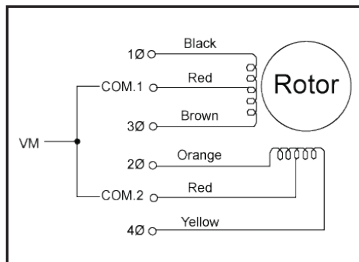 1Ø Black
COM.1 Red
Rotor
3Ø Brown
VM
2Ø Orange
COM.2 Red
4Ø Yellow